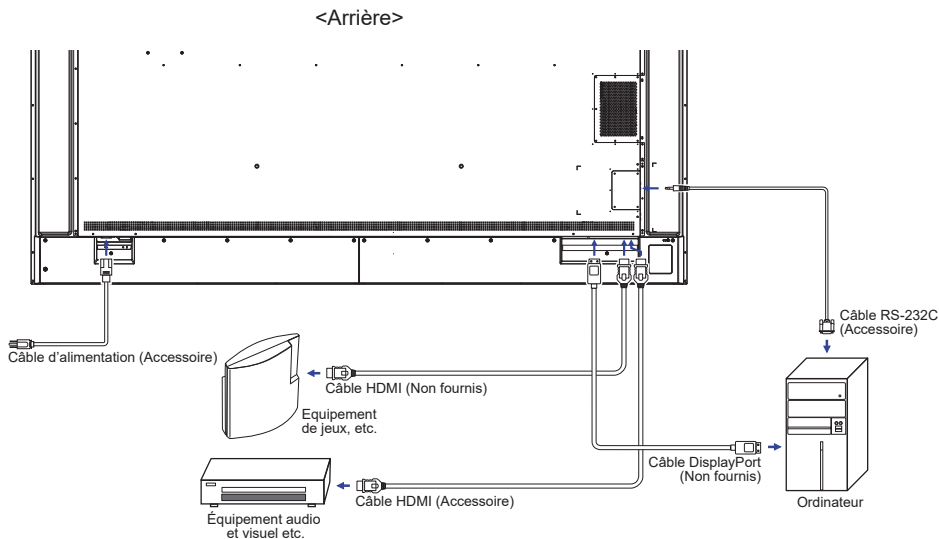 <Arrière>
Câble RS-232C
(Accessoire)
Câble d'alimentation (Accessoire)
Câble HDMI (Non fournis)
Equipement
de jeux, etc.
Câble DisplayPort
(Non fournis)
Câble HDMI (Accessoire)
Ordinateur
Équipement audio
et visuel etc.